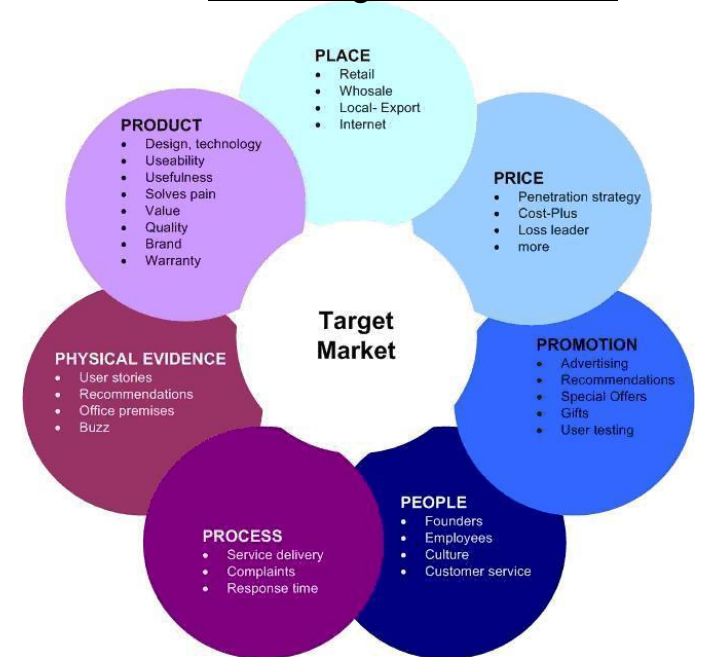 PLACE
• Retail
• Whosale
• Local- Export
• Internet
PRICE
• Penetration strategy
• Cost-Plus
• Loss leader
• more
PROMOTION
• Advertising
• Recommendations
• Special Offers
• Gifts
• User testing
PEOPLE
• Founders
• Employees
• Culture
• Customer service
PROCESS
• Service delivery
• Complaints
• Response time
PHYSICAL EVIDENCE
• User stories
• Recommendations
• Office premises
• Buzz
PRODUCT
• Design, technology
• Useability
• Usefulness
• Solves pain
• Value
• Quality
• Brand
• Warranty
Target
Market